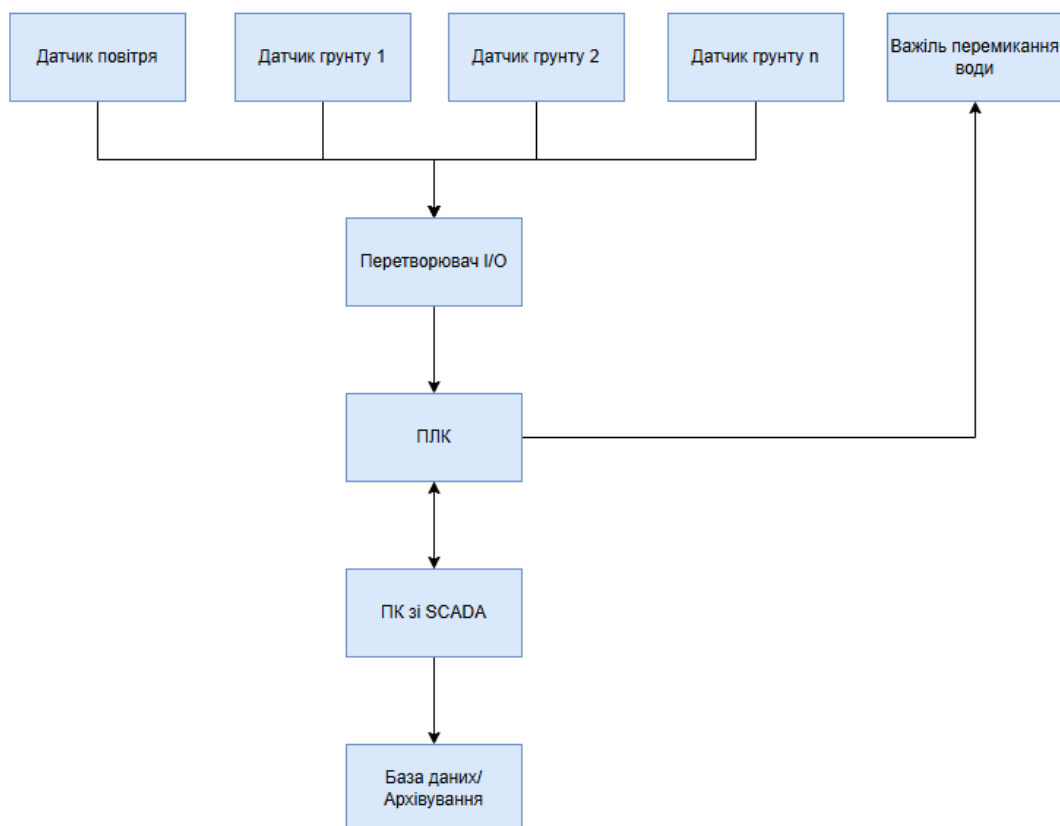 Датчик повітря
Датчик грунту 1
Датчик грунту 2
Датчик грунту n
Важіль перемикання
води
Перетворювач І/О
ПЛК
ПК зі SCADA
База даних/
Архівування